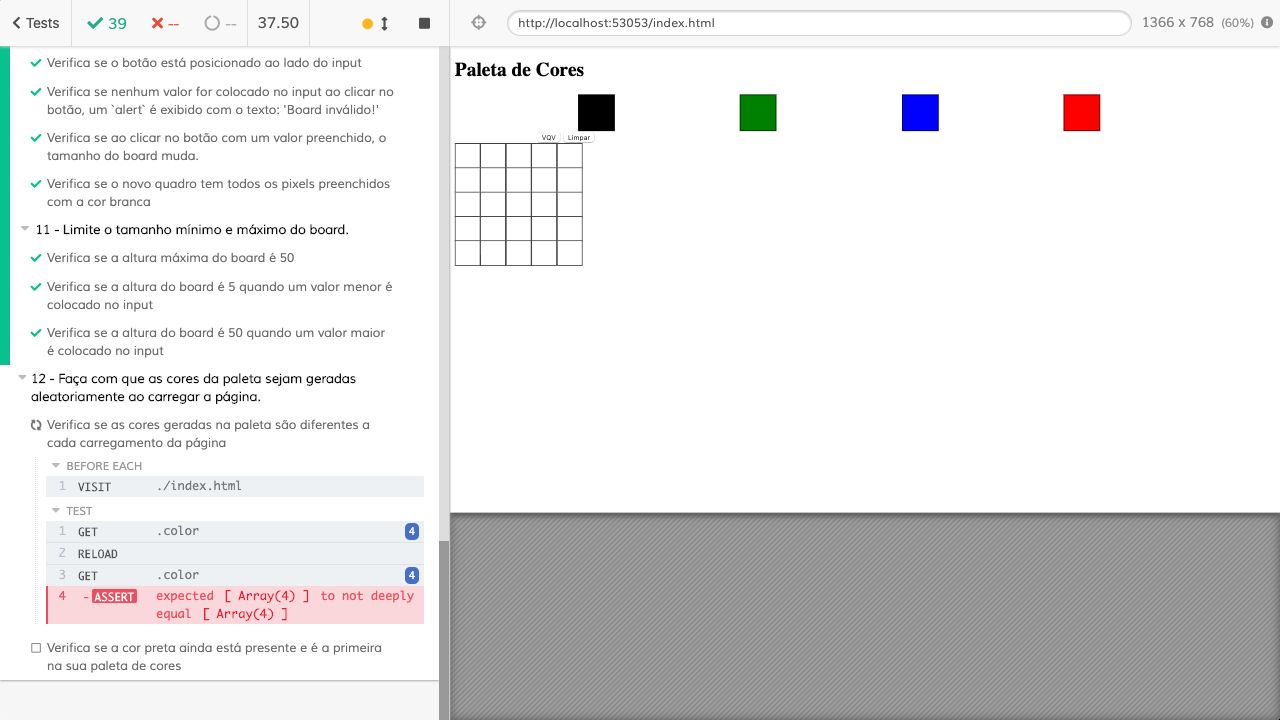 Tests 39 -- -- 37.50
http://localhost:53053/index.html 1366 x 768 (60%)
Verifica se o botão está posicionado ao lado do input
Verifica se nenhum valor for colocado no input ao clicar no
botão, um `alert` é exibido com o texto: 'Board inválido!'
Verifica se ao clicar no botão com um valor preenchido, o
tamanho do board muda.
Verifica se o novo quadro tem todos os pixels preenchidos
com a cor branca
11 - Limite o tamanho mínimo e máximo do board.
Verifica se a altura máxima do board é 50
Verifica se a altura do board é 5 quando um valor menor é
colocado no input
Verifica se a altura do board é 50 quando um valor maior
é colocado no input
12 - Faça com que as cores da paleta sejam geradas
aleatoriamente ao carregar a página.
Verifica se as cores geradas na paleta são diferentes a
cada carregamento da página
BEFORE EACH
1 VISIT ./index.html
TEST
1 GET .color 4
2 RELOAD
3 GET .color 4
4 -ASSERT expected [ Array(4) ] to not deeply
equal [ Array(4) ]
Verifica se a cor preta ainda está presente e é a primeira
na sua paleta de cores
Paleta de Cores
VQV Limpar